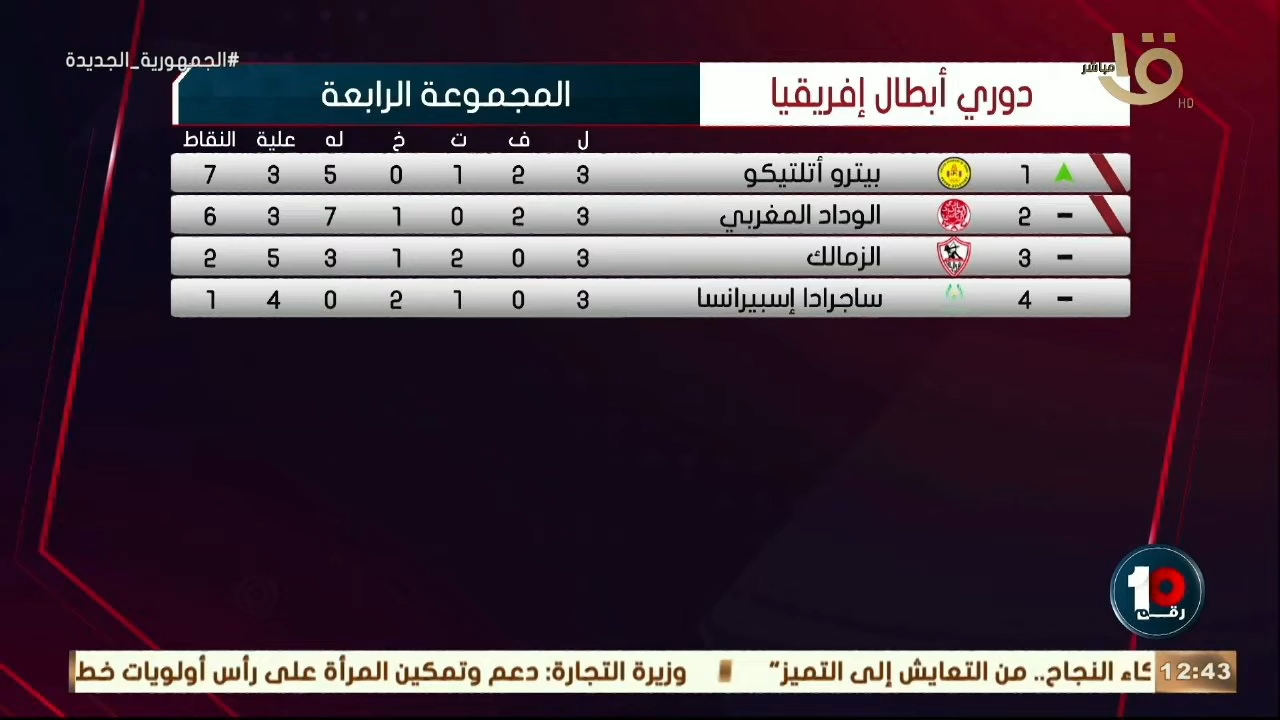 #الجمهورية_الجديدة
مباشر
HD
دوري أبطال إفريقيا المجموعة الرابعة
ل ف ت خ له علية النقاط
1 بيترو أتلتيكو 3 2 1 0 5 3 7
2 الوداد المغربي 3 2 0 1 7 3 6
3 الزمالك 3 0 2 1 3 5 2
4 ساجرادا إسبيرانسا 3 0 1 2 0 4 1
رقم 10
12:43 كاء النجاح.. من التعايش إلى التميز" وزيرة التجارة: دعم وتمكين المرأة على رأس أولويات خط